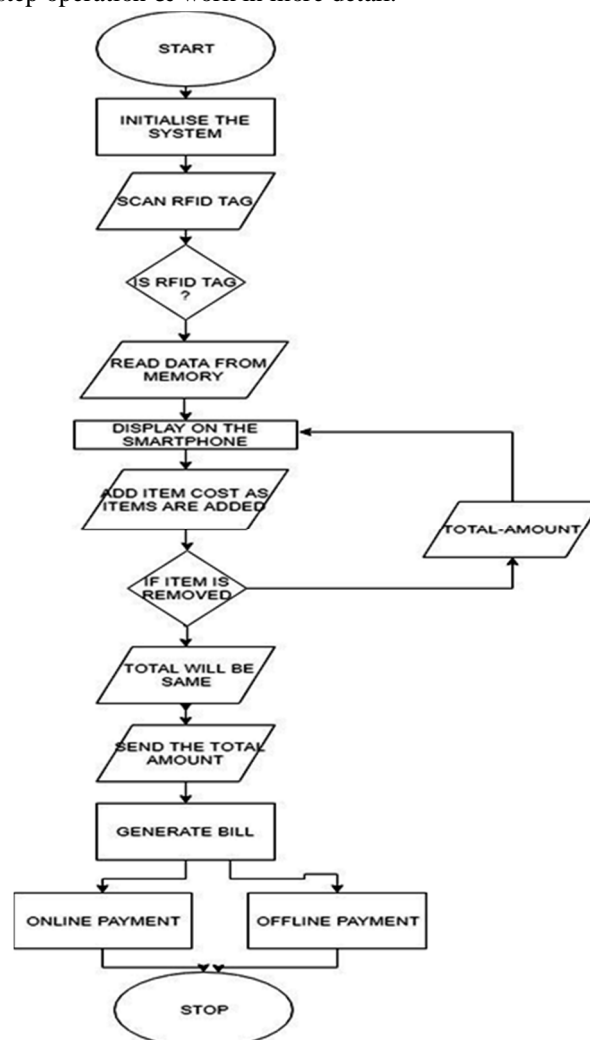 step operation & work in more detail.
START
INITIALISE THE
SYSTEM
SCAN RFID TAG
IS RFID TAG
?
READ DATA FROM
MEMORY
DISPLAY ON THE
SMARTPHONE
ADD ITEM COST AS
ITEMS ARE ADDED
TOTAL-AMOUNT
IF ITEM IS
REMOVED
TOTAL WILL BE
SAME
SEND THE TOTAL
AMOUNT
GENERATE BILL
ONLINE PAYMENT
OFFLINE PAYMENT
STOP